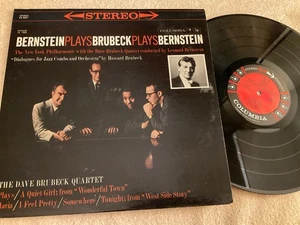 STEREO
BERNSTEIN PLAYS BRUBECK PLAYS BERNSTEIN
The New York Philharmonic with the Dave Brubeck Quartet conducted by Leonard Bernstein
"Dialogues for Jazz Combo and Orchestra" by Howard Brubeck
THE DAVE BRUBECK QUARTET
Plays/A Quiet Girl; from "Wonderful Town"
Maria/I Feel Pretty/Somewhere/Tonight; from "West Side Story"
COLUMBIA